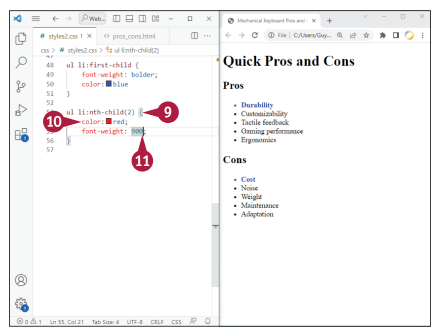 Web...
# styles2.css 1 ×
<> pros_cons.html
...
css > # styles2.css > ul li:nth-child(2)
47
48 ul li:first-child {
49 font-weight: bolder;
50 color: blue
51 }
52
ul li:nth-child(2) { 9
10 color: red;
55 font-weight: 900;
56 }
57
11
0 1 Ln 55, Col 21 Tab Size: 4 UTF-8 CRLF CSS
Mechanical Keyboard Pros and ×
File | C:/Users/Guy...
Quick Pros and Cons
Pros
• Durability
• Customizability
• Tactile feedback
• Gaming performance
• Ergonomics
Cons
• Cost
• Noise
• Weight
• Maintenance
• Adaptation